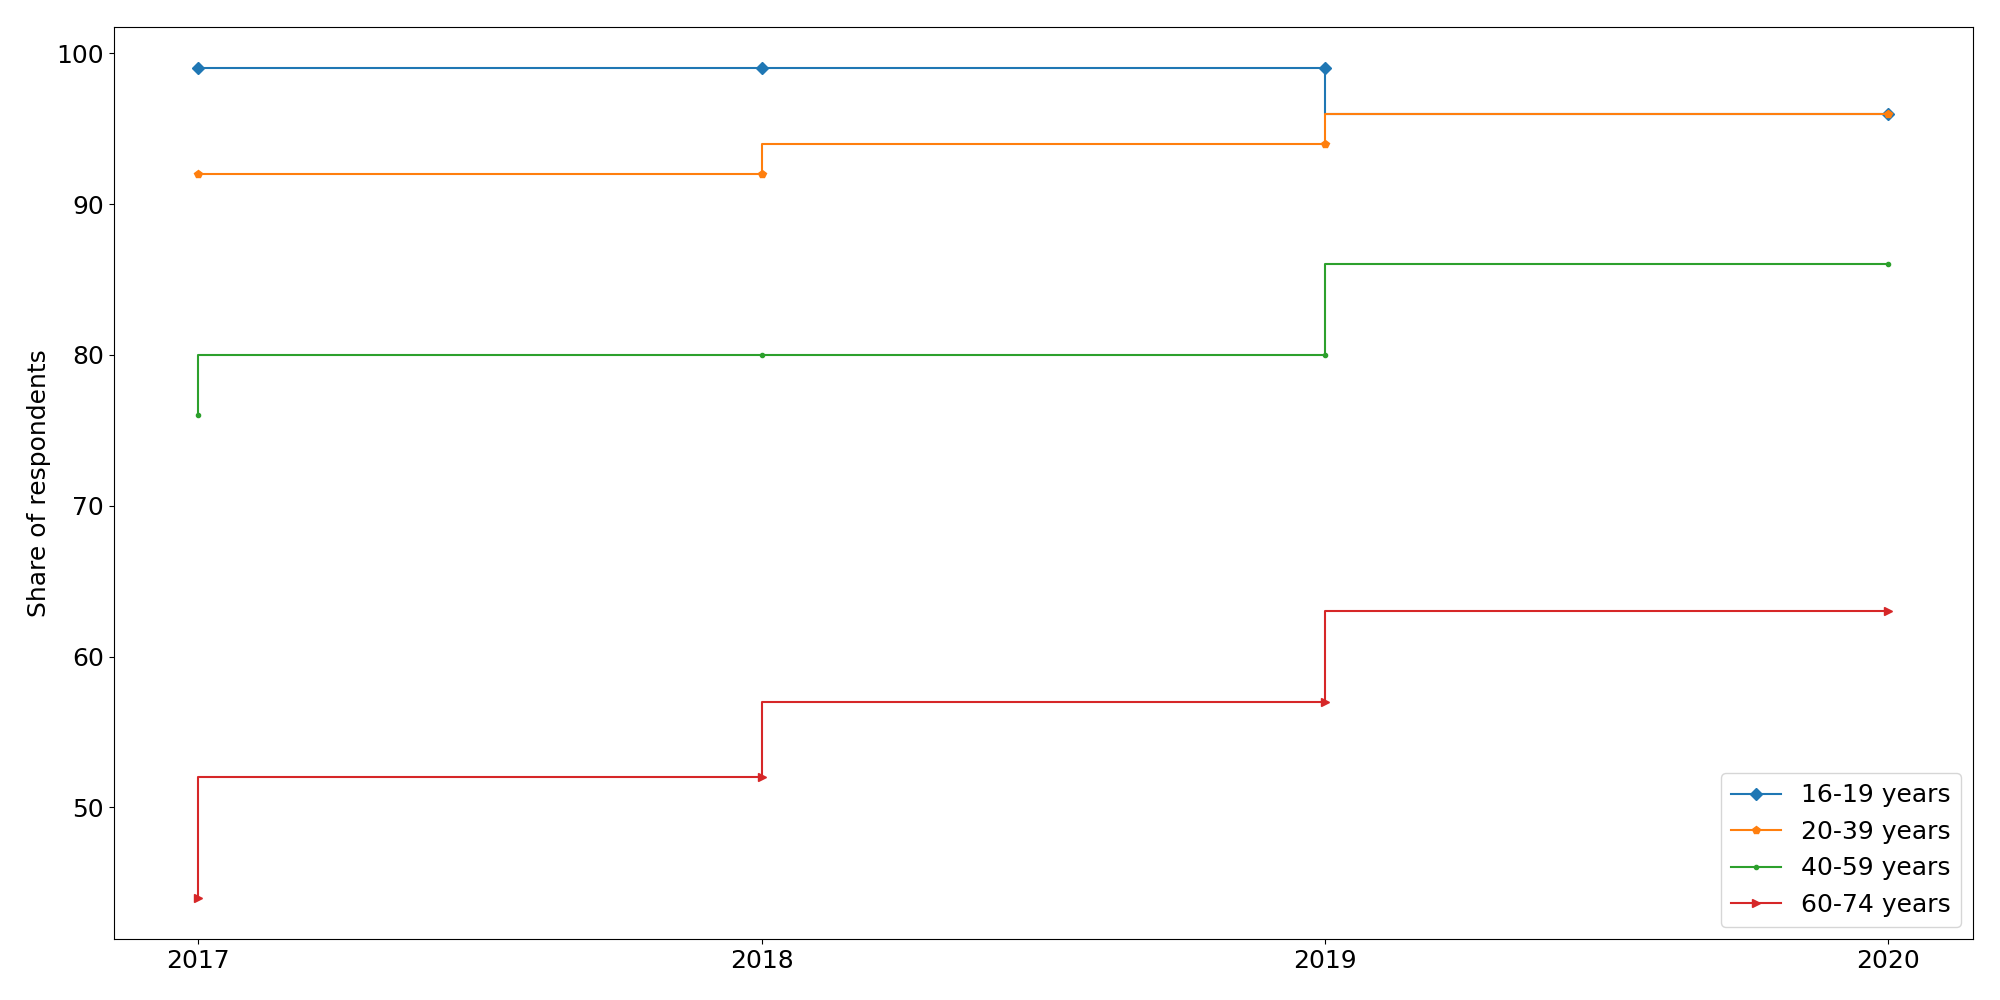 100
90
80
70
60
50
Share of respondents
2017 2018 2019 2020
16-19 years
20-39 years
40-59 years
60-74 years